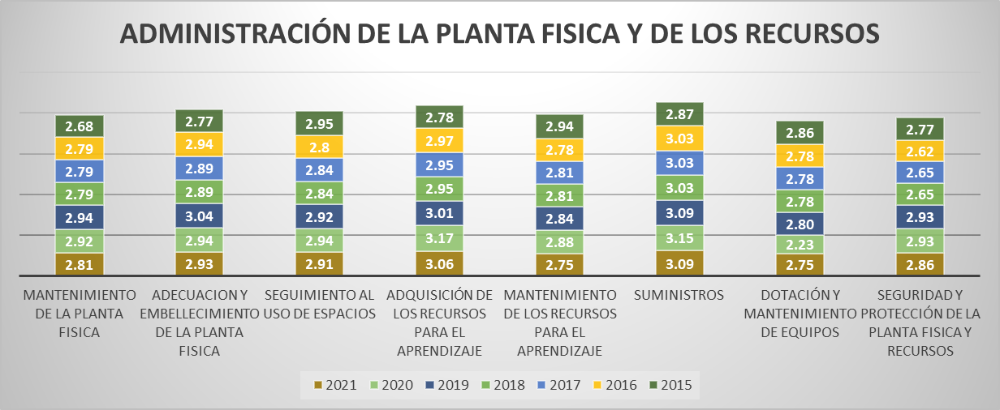 ADMINISTRACIÓN DE LA PLANTA FISICA Y DE LOS RECURSOS
2.68 2.77 2.95 2.78 2.94 2.87 2.86 2.77
2.79 2.94 2.8 2.97 2.78 3.03 2.78 2.62
2.79 2.89 2.84 2.95 2.81 3.03 2.78 2.65
2.79 2.89 2.84 2.95 2.81 3.03 2.78 2.65
2.94 3.04 2.92 3.01 2.84 3.09 2.80 2.93
2.92 2.94 2.94 3.17 2.88 3.15 2.23 2.93
2.81 2.93 2.91 3.06 2.75 3.09 2.75 2.86
MANTENIMIENTO
DE LA PLANTA
FISICA
ADECUACION Y
EMBELLECIMIENTO
DE LA PLANTA
FISICA
SEGUIMIENTO AL
USO DE ESPACIOS
ADQUISICIÓN DE
LOS RECURSOS
PARA EL
APRENDIZAJE
MANTENIMIENTO
DE LOS RECURSOS
PARA EL
APRENDIZAJE
SUMINISTROS
DOTACIÓN Y
MANTENIMIENTO
DE EQUIPOS
SEGURIDAD Y
PROTECCIÓN DE LA
PLANTA FISICA Y
RECURSOS
2021 2020 2019 2018 2017 2016 2015